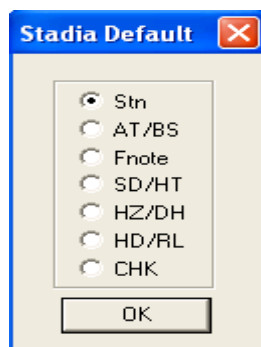 Stadia Default
Stn
AT/BS
Fnote
SD/HT
HZ/DH
HD/RL
CHK
OK